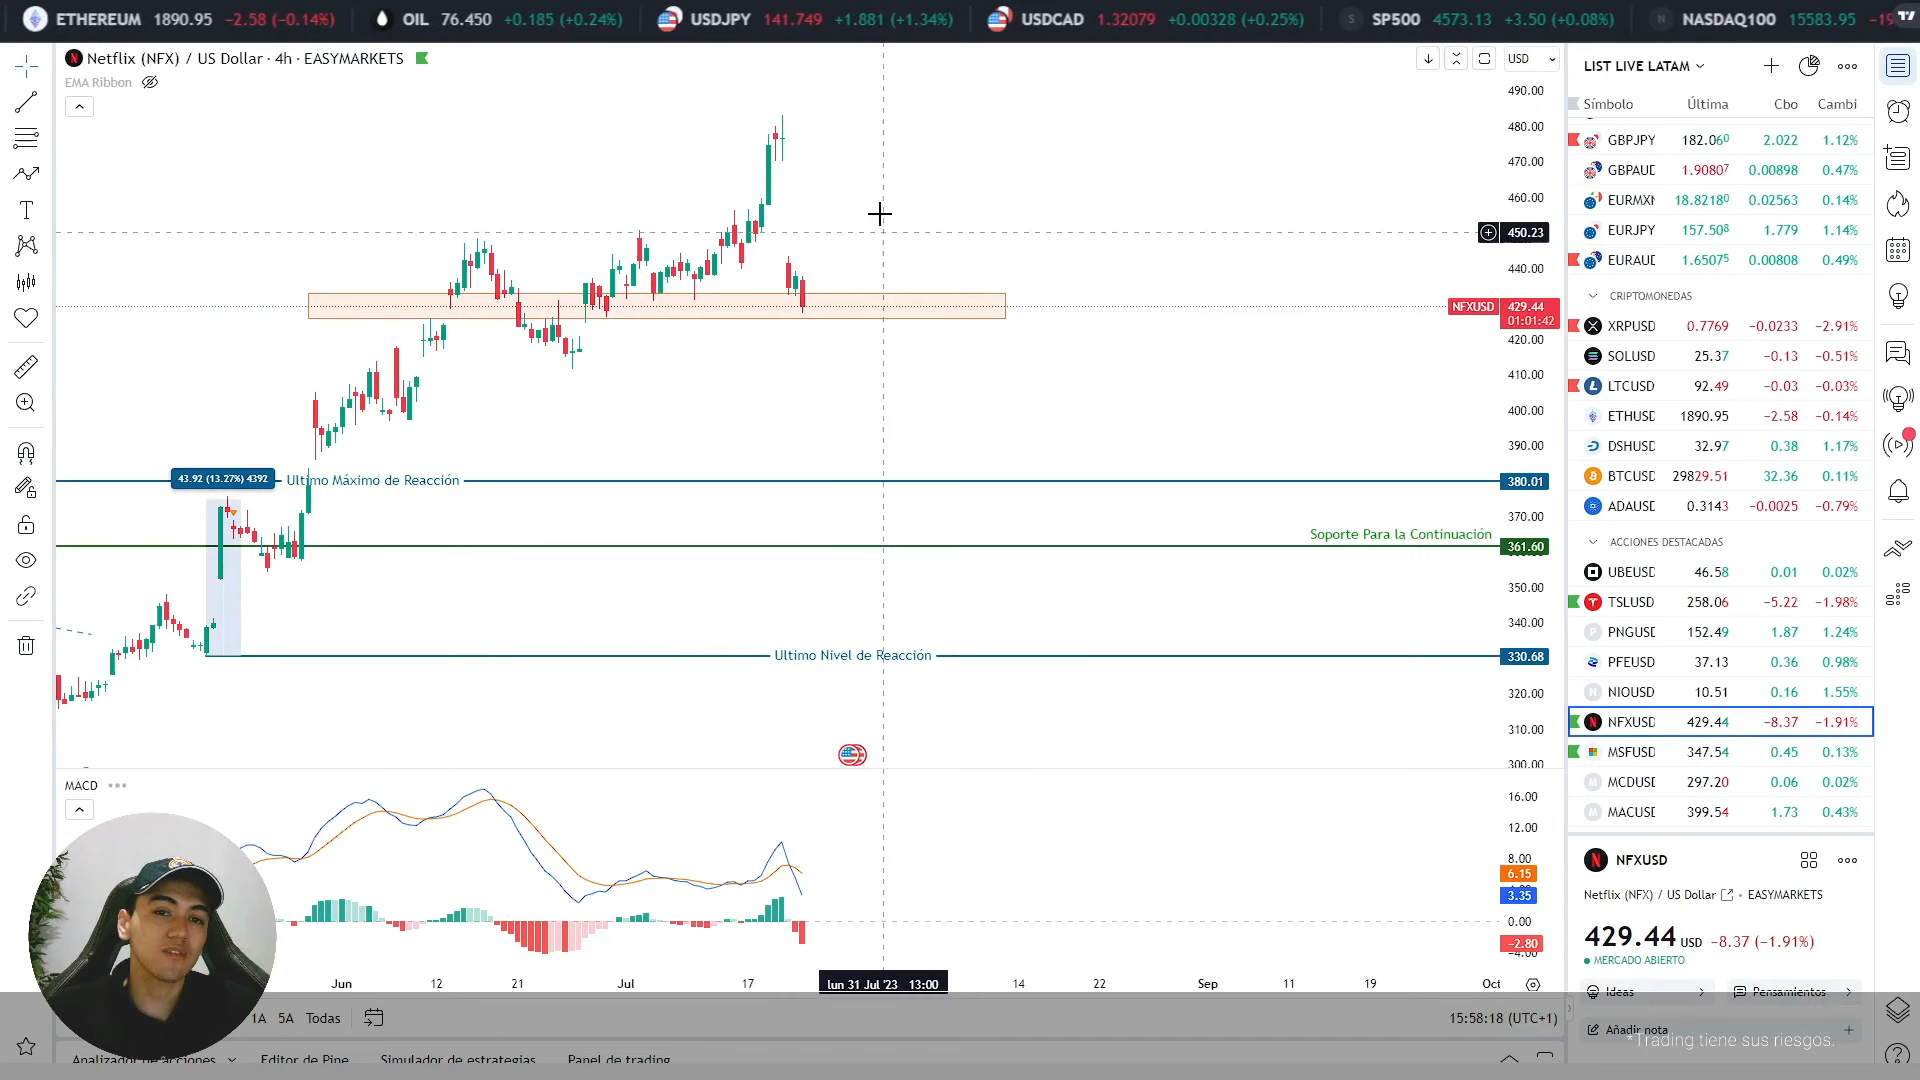 ETHEREUM 1890.95 −2.58 (−0.14%) OIL 76.450 +0.185 (+0.24%) USDJPY 141.749 +1.881 (+1.34%) USDCAD 1.32079 +0.00328 (+0.25%) S SP500 4573.13 +3.50 (+0.08%) N NASDAQ100 15583.95
Netflix (NFX) / US Dollar · 4h · EASYMARKETS
EMA Ribbon
USD
490.00
480.00
470.00
460.00
450.23
440.00
NFXUSD 429.44
01:01:42
420.00
410.00
400.00
390.00
43.92 (13.27%) 4392 Ultimo Máximo de Reacción 380.01
370.00
Soporte Para la Continuación
361.60
350.00
340.00
Ultimo Nivel de Reacción 330.68
320.00
310.00
300.00
MACD
16.00
12.00
8.00
6.15
3.35
0.00
−2.80
−4.00
Jun 12 21 Jul 17 lun 31 Jul '23 13:00 14 22 Sep 11 19 Oct
1A 5A Todas
15:58:18 (UTC+1)
Analizador de acciones Editor de Pine Simulador de estrategias Panel de trading
LIST LIVE LATAM
Símbolo Última Cbo Cambi
GBPJPY 182.060 2.022 1.12%
GBPAUD 1.90807 0.00898 0.47%
EURMXN 18.82180 0.02563 0.14%
EURJPY 157.508 1.779 1.14%
EURAUD 1.65075 0.00808 0.49%
CRIPTOMONEDAS
XRPUSD 0.7769 −0.0233 −2.91%
SOLUSD 25.37 −0.13 −0.51%
LTCUSD 92.49 −0.03 −0.03%
ETHUSD 1890.95 −2.58 −0.14%
DSHUSD 32.97 0.38 1.17%
BTCUSD 29829.51 32.36 0.11%
ADAUSD 0.3143 −0.0025 −0.79%
ACCIONES DESTACADAS
UBEUSD 46.58 0.01 0.02%
TSLUSD 258.06 −5.22 −1.98%
P PNGUSD 152.49 1.87 1.24%
PFEUSD 37.13 0.36 0.98%
N NIOUSD 10.51 0.16 1.55%
NFXUSD 429.44 −8.37 −1.91%
MSFUSD 347.54 0.45 0.13%
M MCDUSD 297.20 0.06 0.02%
M MACUSD 399.54 1.73 0.43%
NFXUSD
Netflix (NFX) / US Dollar • EASYMARKETS
429.44 USD −8.37 (−1.91%)
MERCADO ABIERTO
Ideas Pensamientos
Añadir nota
*Trading tiene sus riesgos.